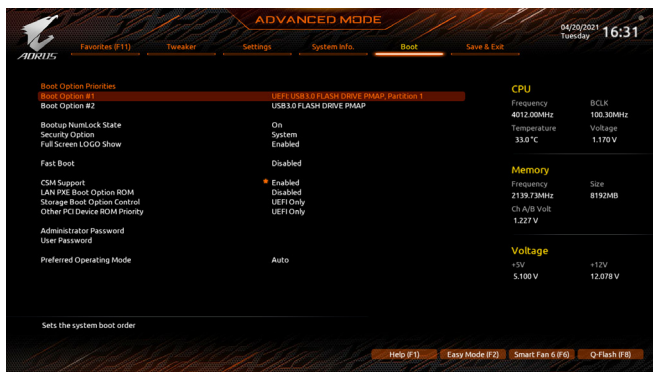 ADVANCED MODE
04/20/2021
Tuesday
16:31
AORUS
Favorites (F11) Tweaker Settings System Info. Boot Save & Exit
Boot Option Priorities
Boot Option #1 UEFI: USB3.0 FLASH DRIVE PMAP, Partition 1
Boot Option #2 USB3.0 FLASH DRIVE PMAP
Bootup NumLock State On
Security Option System
Full Screen LOGO Show Enabled
Fast Boot Disabled
CSM Support Enabled
LAN PXE Boot Option ROM Disabled
Storage Boot Option Control UEFI Only
Other PCI Device ROM Priority UEFI Only
Administrator Password
User Password
Preferred Operating Mode Auto
CPU
Frequency BCLK
4012.00MHz 100.30MHz
Temperature Voltage
33.0 °C 1.170 V
Memory
Frequency Size
2139.73MHz 8192MB
Ch A/B Volt
1.227 V
Voltage
+5V +12V
5.100 V 12.078 V
Sets the system boot order
Help (F1) Easy Mode (F2) Smart Fan 6 (F6) Q-Flash (F8)